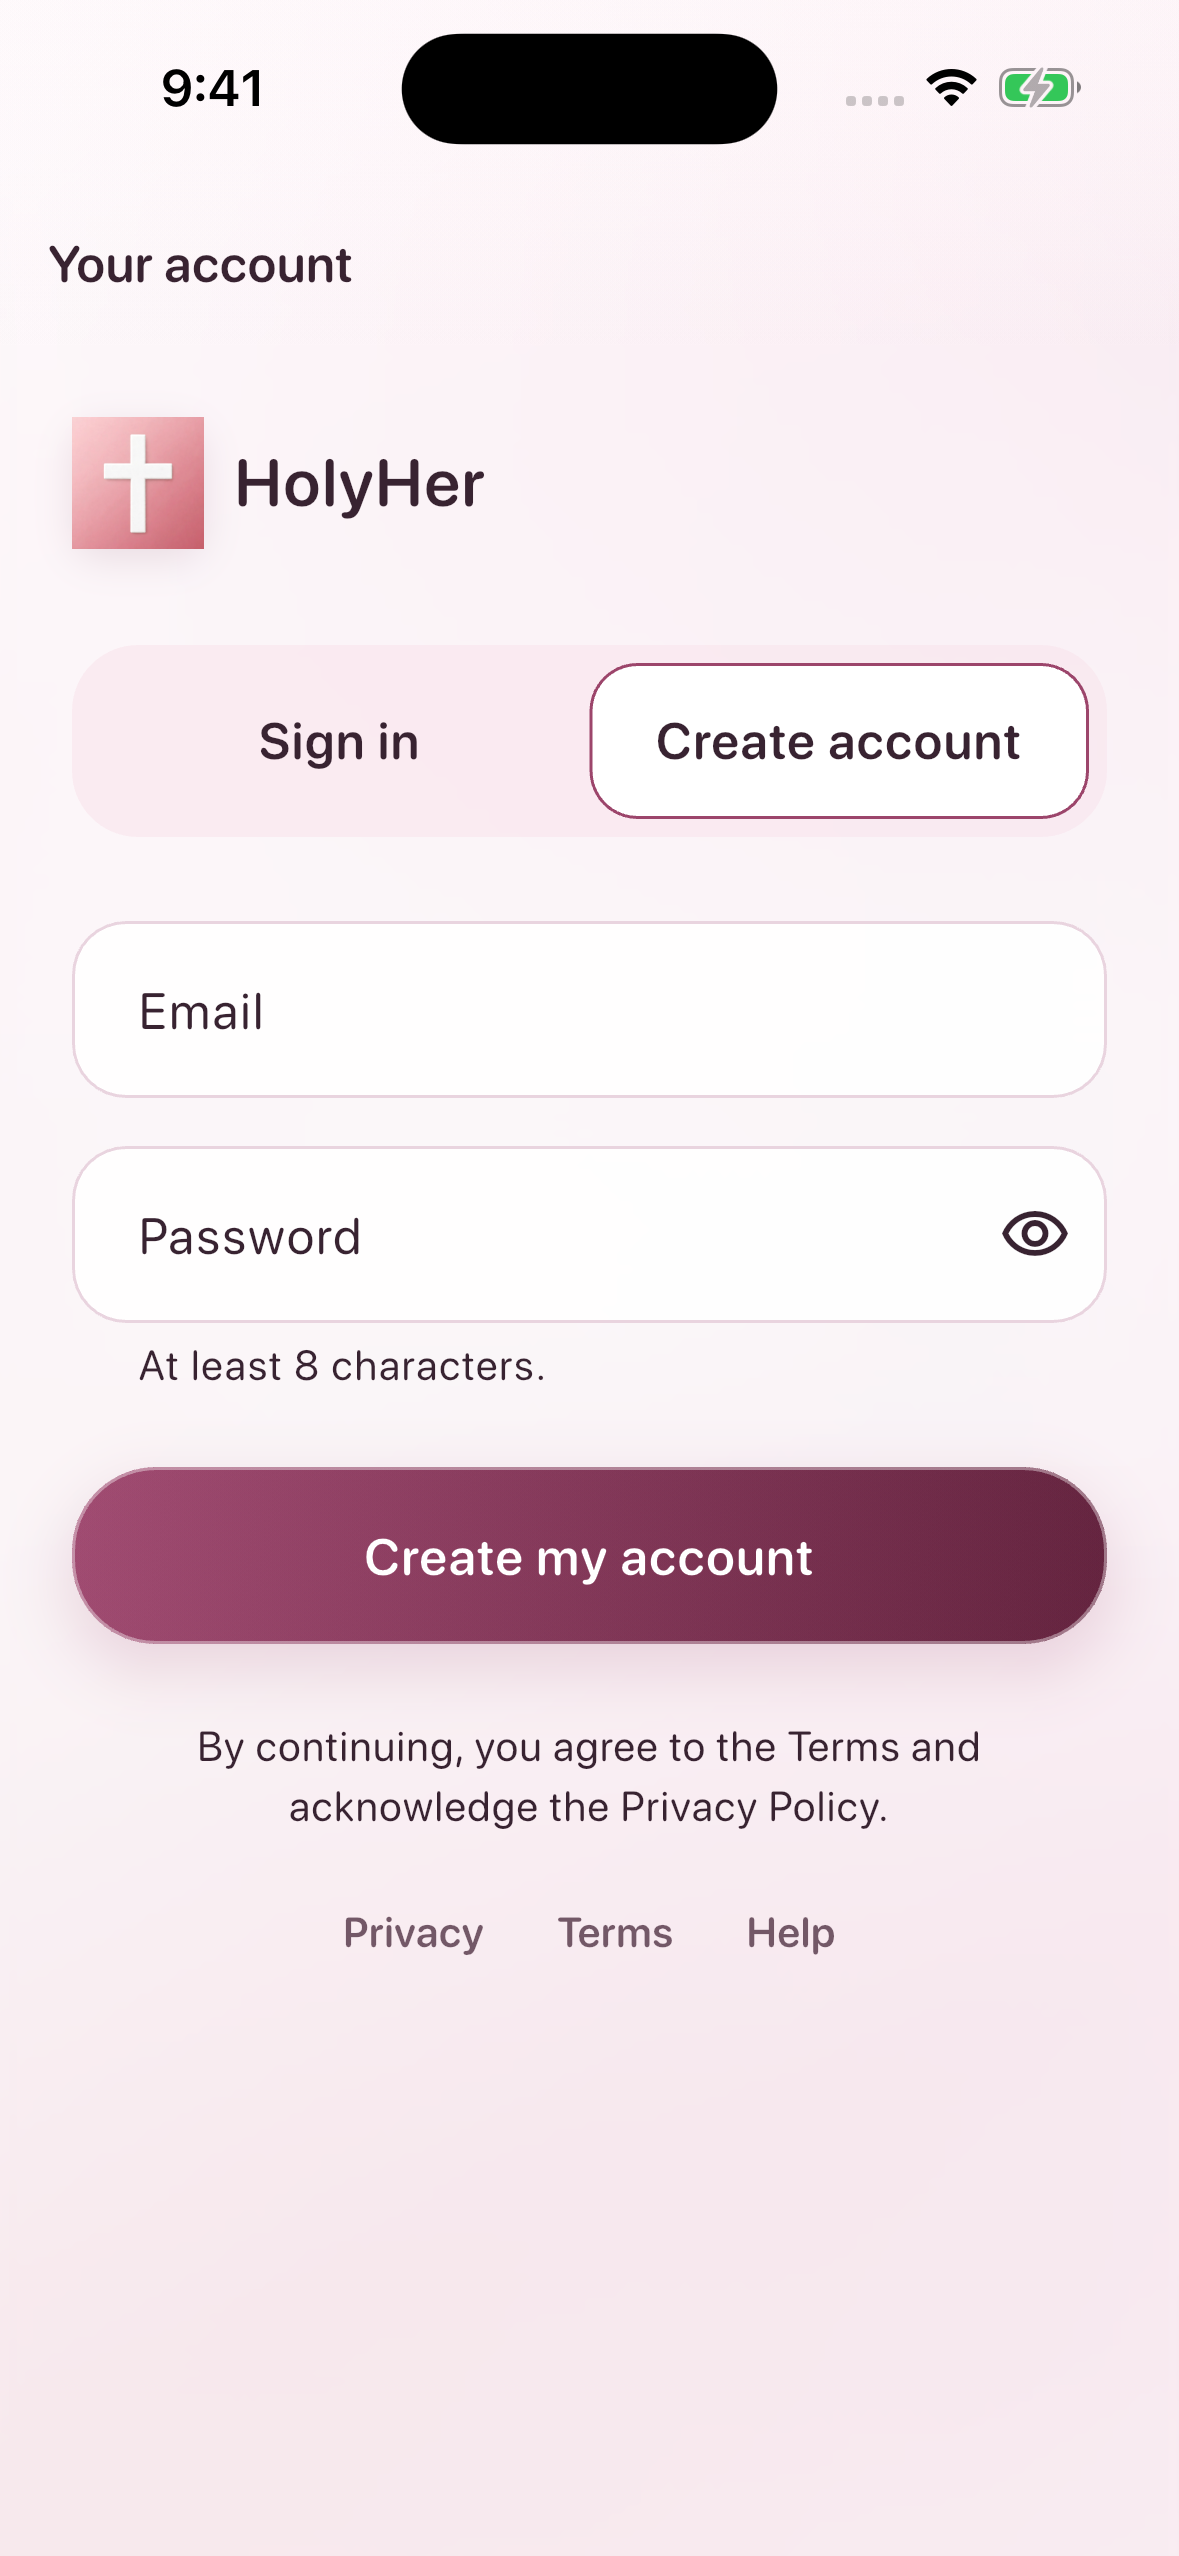 9:41
Your account
HolyHer
Sign in
Create account
Email
Password
At least 8 characters.
Create my account
By continuing, you agree to the Terms and
acknowledge the Privacy Policy.
Privacy Terms Help